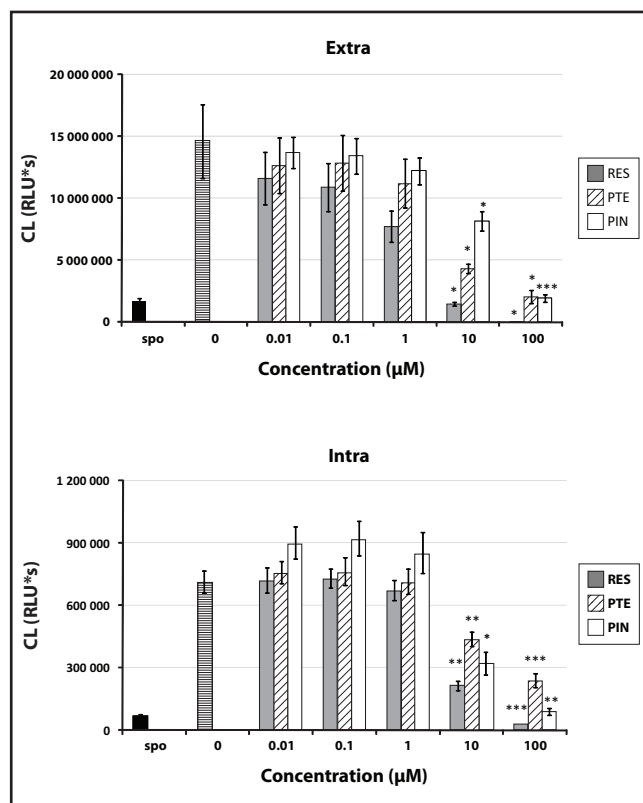 Extra
20 000 000
15 000 000
10 000 000
5 000 000
0
CL (RLU*s)
spo 0 0.01 0.1 1 10 100
Concentration (µM)
RES
PTE
PIN
* * *
* * ***
Intra
1 200 000
900 000
600 000
300 000
0
CL (RLU*s)
spo 0 0.01 0.1 1 10 100
Concentration (µM)
RES
PTE
PIN
** ** *
*** *** **